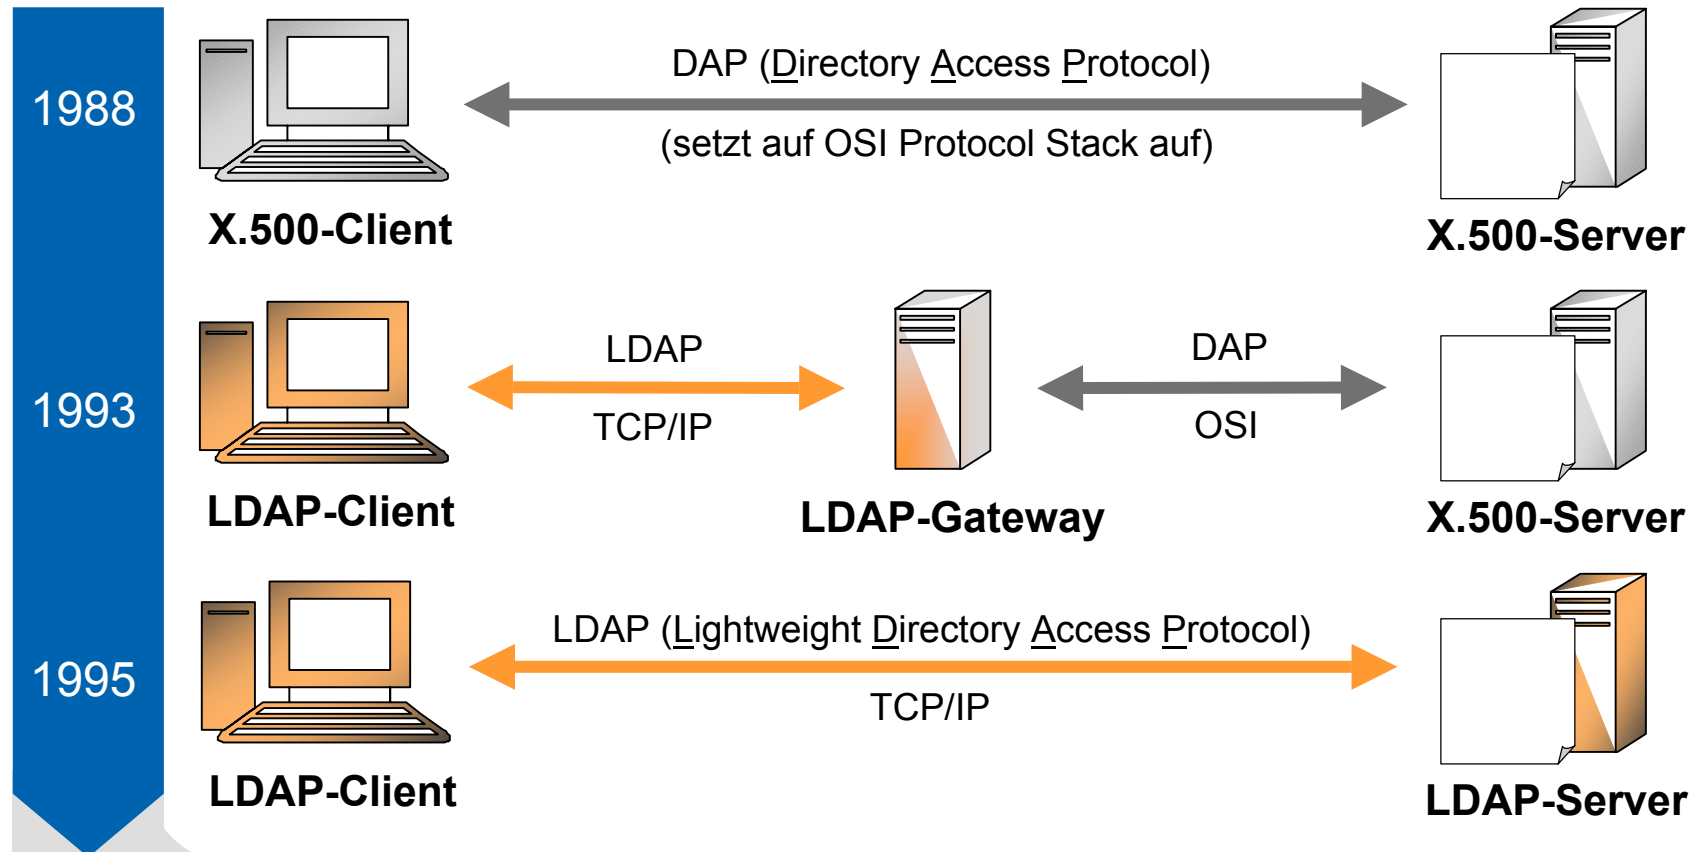 1988
DAP (Directory Access Protocol)
(setzt auf OSI Protocol Stack auf)
X.500-Client
X.500-Server
1993
LDAP
TCP/IP
DAP
OSI
LDAP-Client
LDAP-Gateway
X.500-Server
1995
LDAP (Lightweight Directory Access Protocol)
TCP/IP
LDAP-Client
LDAP-Server